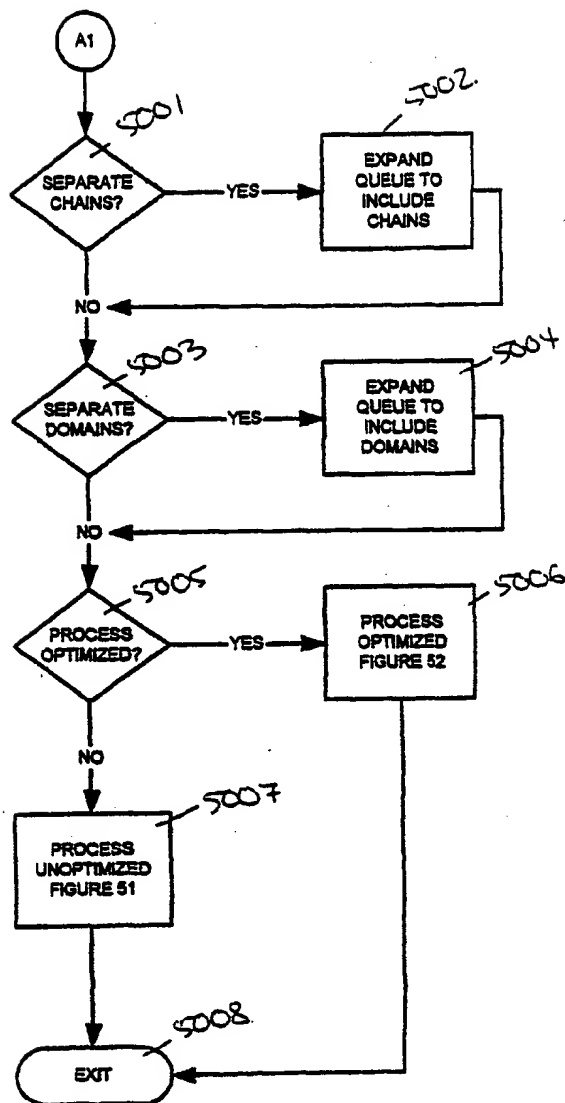 A1
5001
SEPARATE
CHAINS?
YES
5002.
EXPAND
QUEUE TO
INCLUDE
CHAINS
NO
5003
SEPARATE
DOMAINS?
YES
5004
EXPAND
QUEUE TO
INCLUDE
DOMAINS
NO
5005
PROCESS
OPTIMIZED?
YES
5006
PROCESS
OPTIMIZED
FIGURE 52
NO
5007
PROCESS
UNOPTIMIZED
FIGURE 51
5008
EXIT